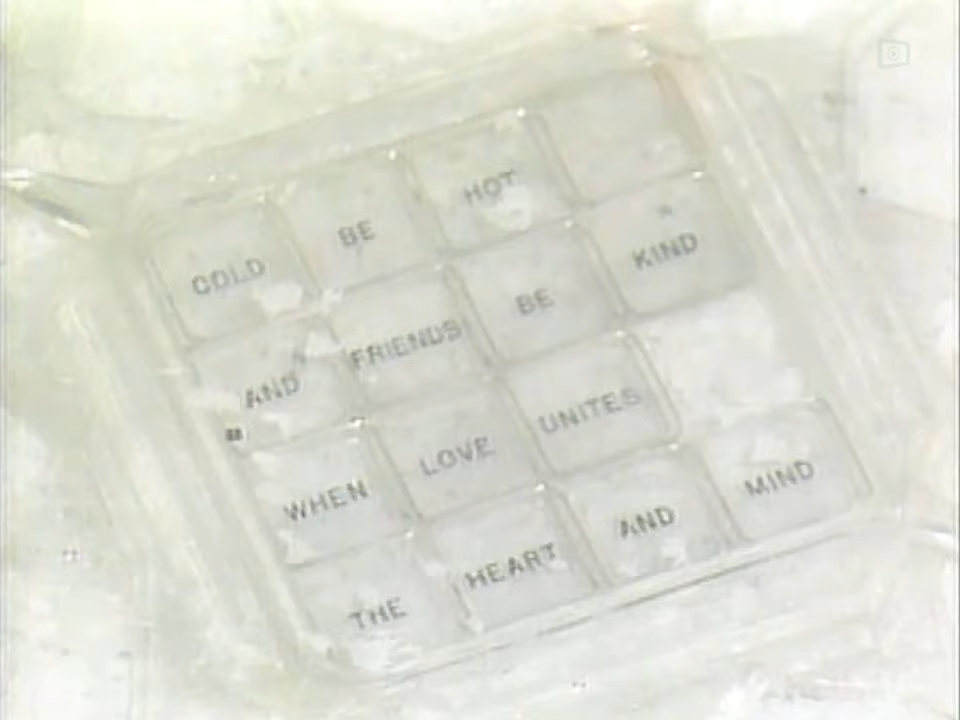 COLD BE HOT
AND FRIENDS BE KIND
WHEN LOVE UNITES
THE HEART AND MIND